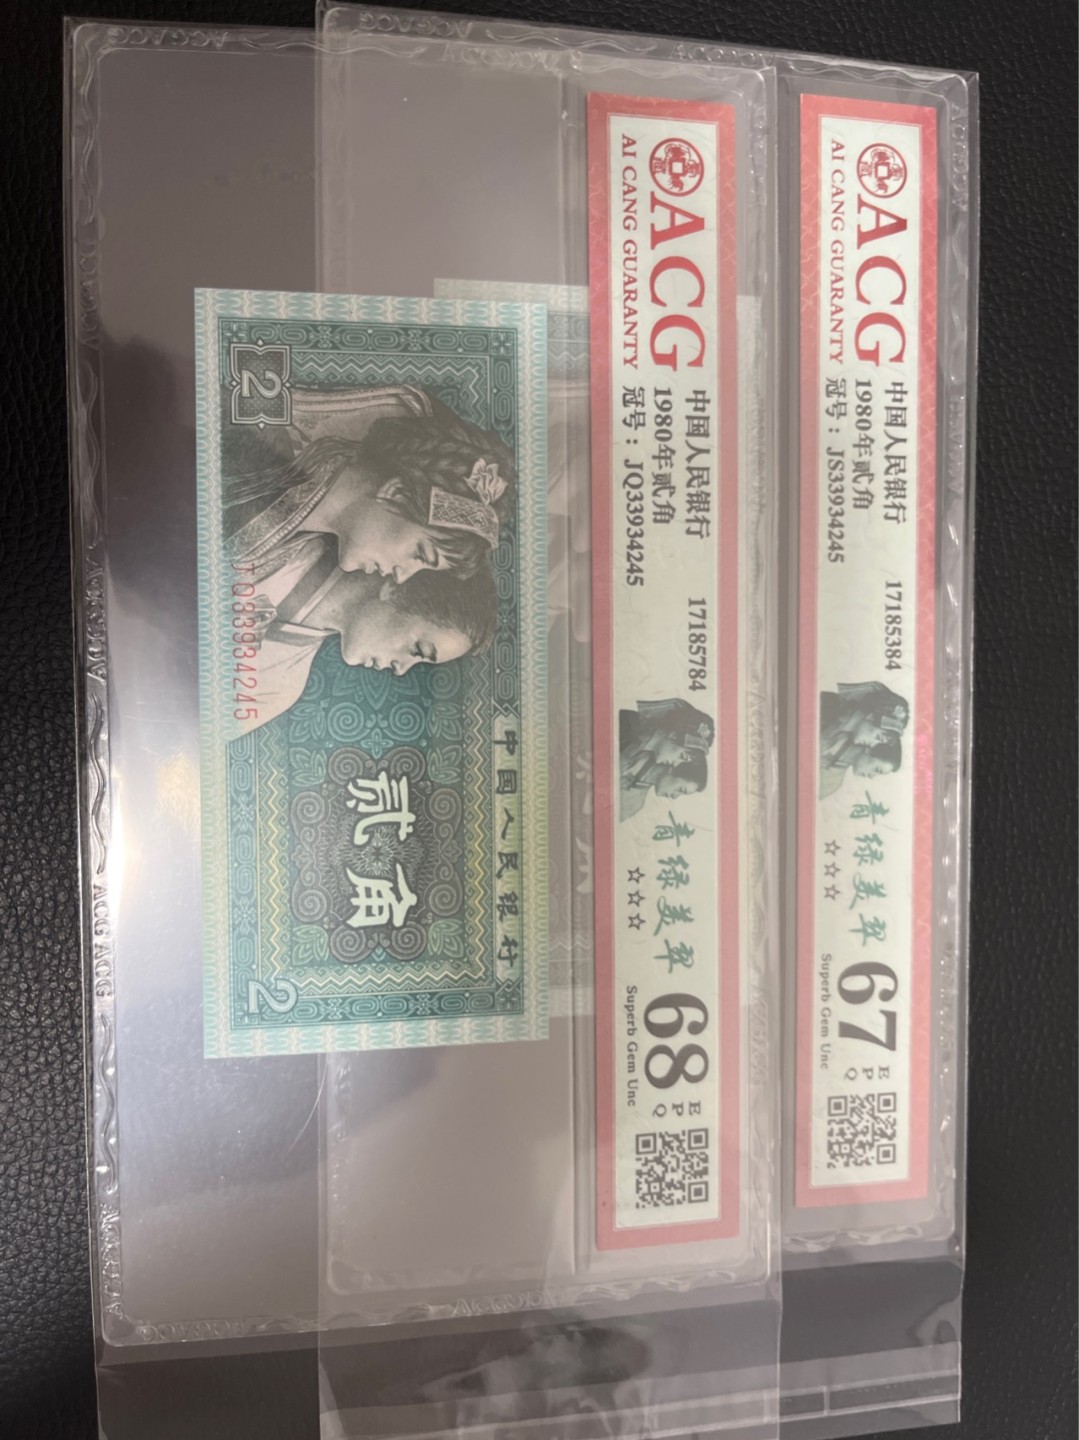 ACG
AI CANG GUARANTY
中国人民银行
1980年贰角
冠号：JS33934245
17185384
青绿美翠
☆☆☆
67
EPQ
Superb Gem Unc
ACG
AI CANG GUARANTY
中国人民银行
1980年贰角
冠号：JQ33934245
17185784
青绿美翠
☆☆☆
68
EPQ
Superb Gem Unc
中国人民银行
贰角
2
2
JQ33934245
ACGACG